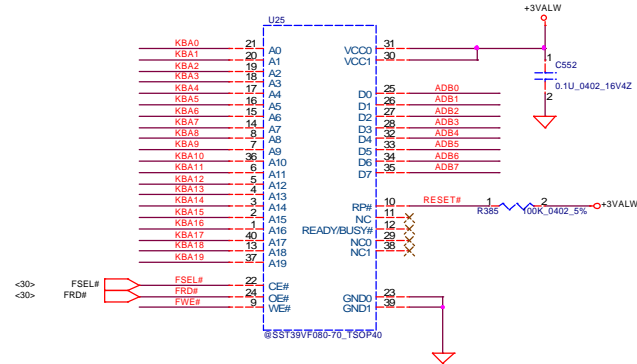 U25
+3VALW
KBA0 21 A0 VCC0 31
KBA1 20 A1 VCC1 30
KBA2 19 A2
KBA3 18 A3
KBA4 17 A4 D0 25 ADB0
KBA5 16 A5 D1 26 ADB1
KBA6 15 A6 D2 27 ADB2
KBA7 14 A7 D3 28 ADB3
KBA8 8 A8 D4 32 ADB4
KBA9 7 A9 D5 33 ADB5
KBA10 36 A10 D6 34 ADB6
KBA11 6 A11 D7 35 ADB7
KBA12 5 A12
KBA13 4 A13
KBA14 3 A14 RP# 10 RESET# 1 2 +3VALW
KBA15 2 A15 NC 11 R385 100K_0402_5%
KBA16 1 A16 READY/BUSY# 12
KBA17 40 A17 NC0 29
KBA18 13 A18 NC1 38
KBA19 37 A19
1
C552
0.1U_0402_16V4Z
2
<30> FSEL# FSEL# 22 CE#
<30> FRD# FRD# 24 OE# GND0 23
FWE# 9 WE# GND1 39
@SST39VF080-70_TSOP40